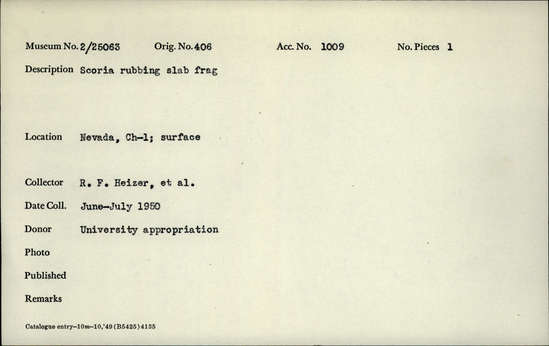 Museum No. 2/25063 Orig. No. 406 Acc. No. 1009 No. Pieces 1
Description Scoria rubbing slab frag
Location Nevada, Ch-1; surface
Collector R. F. Heizer, et al.
Date Coll. June-July 1950
Donor University appropriation
Photo
Published
Remarks
Catalogue entry-10m-10,'49 (B5425) 4135